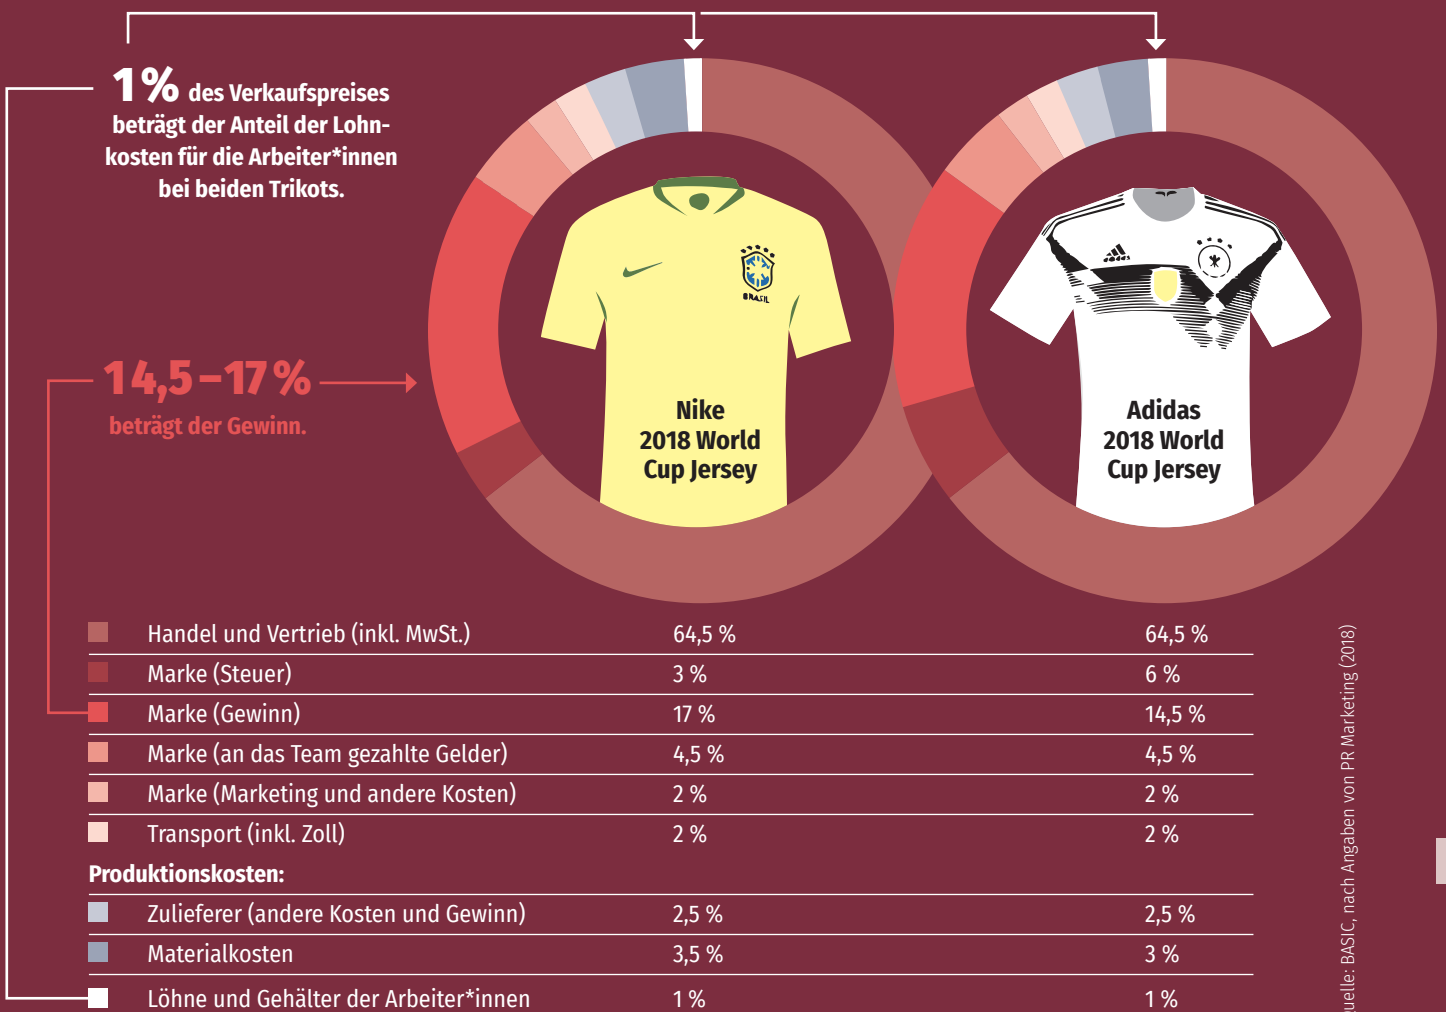 1% des Verkaufspreises
beträgt der Anteil der Lohn-
kosten für die Arbeiter*innen
bei beiden Trikots.
14,5–17%
beträgt der Gewinn.
BRASIL
Nike
2018 World
Cup Jersey
adidas
Adidas
2018 World
Cup Jersey
Handel und Vertrieb (inkl. MwSt.) 64,5 % 64,5 %
Marke (Steuer) 3 % 6 %
Marke (Gewinn) 17 % 14,5 %
Marke (an das Team gezahlte Gelder) 4,5 % 4,5 %
Marke (Marketing und andere Kosten) 2 % 2 %
Transport (inkl. Zoll) 2 % 2 %
Produktionskosten:
Zulieferer (andere Kosten und Gewinn) 2,5 % 2,5 %
Materialkosten 3,5 % 3 %
Löhne und Gehälter der Arbeiter*innen 1 % 1 %
quelle: BASIC, nach Angaben von PR Marketing (2018)